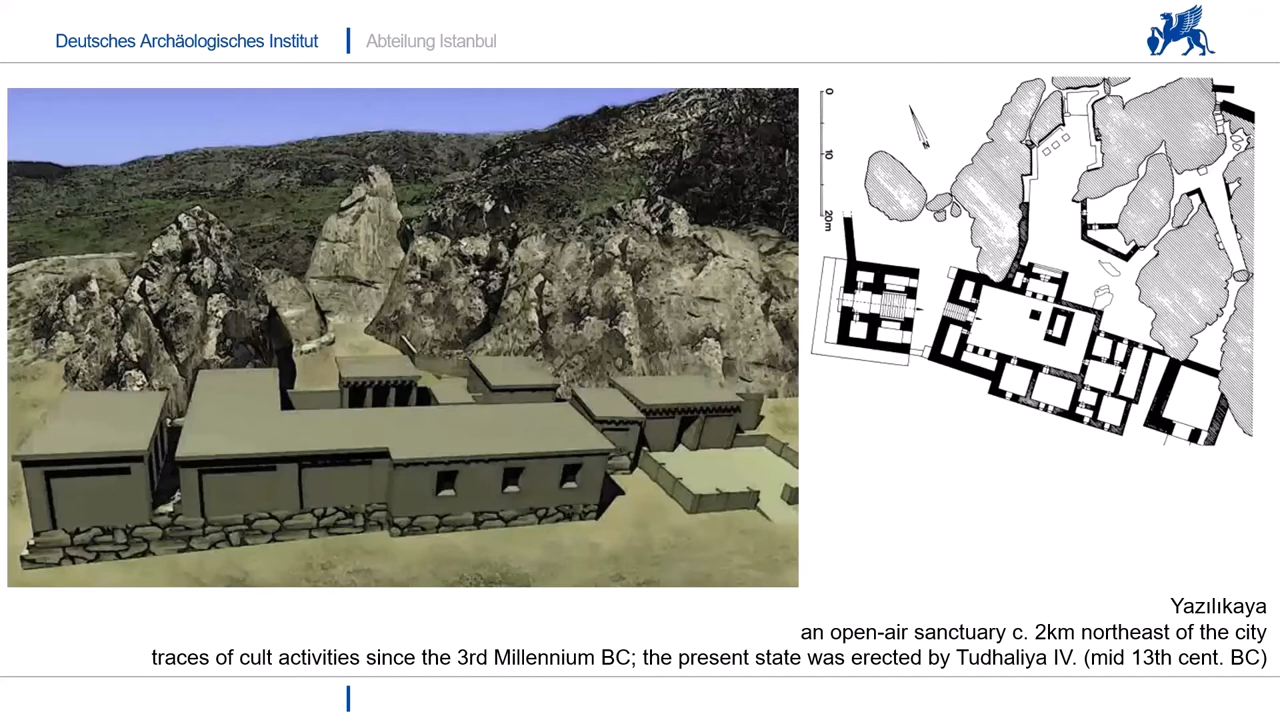 Deutsches Archäologisches Institut
Abteilung Istanbul
0
10
20m
N
Yazılıkaya
an open-air sanctuary c. 2km northeast of the city
traces of cult activities since the 3rd Millennium BC; the present state was erected by Tudhaliya IV. (mid 13th cent. BC)